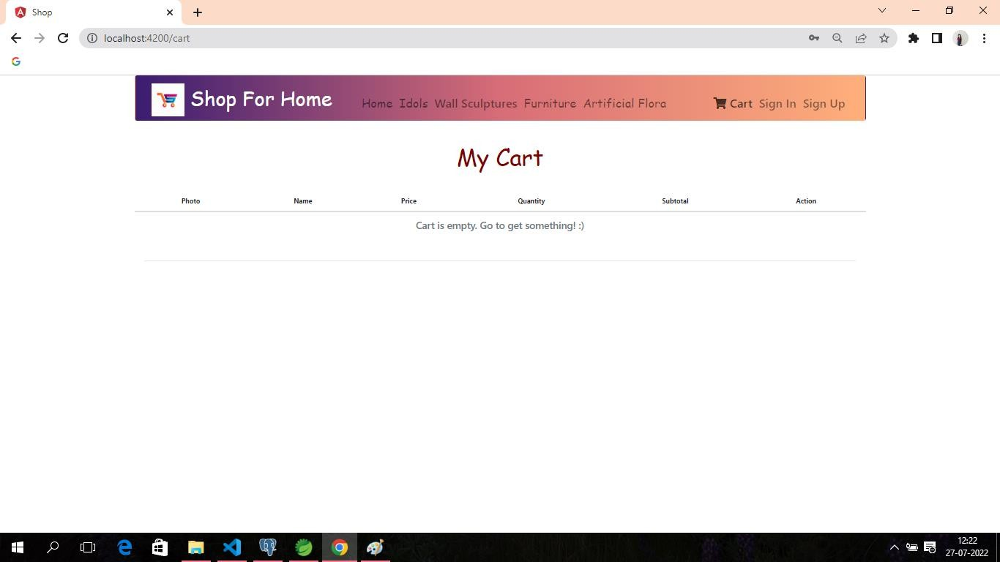 Shop
localhost:4200/cart
Shop For Home Home Idols Wall Sculptures Furniture Artificial Flora Cart Sign In Sign Up
My Cart
Photo Name Price Quantity Subtotal Action
Cart is empty. Go to get something! :)
12:22
27-07-2022